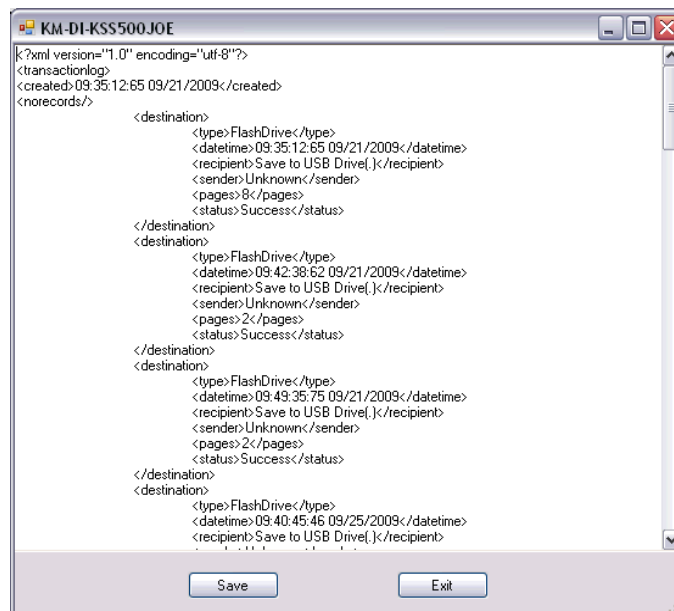 KM-DI-KSS500JOE
<?xml version="1.0" encoding="utf-8"?>
<transactionlog>
<created>09:35:12:65 09/21/2009</created>
<norecords/>
<destination>
<type>FlashDrive</type>
<datetime>09:35:12:65 09/21/2009</datetime>
<recipient>Save to USB Drive(.)</recipient>
<sender>Unknown</sender>
<pages>8</pages>
<status>Success</status>
</destination>
<destination>
<type>FlashDrive</type>
<datetime>09:42:38:62 09/21/2009</datetime>
<recipient>Save to USB Drive(.)</recipient>
<sender>Unknown</sender>
<pages>2</pages>
<status>Success</status>
</destination>
<destination>
<type>FlashDrive</type>
<datetime>09:49:35:75 09/21/2009</datetime>
<recipient>Save to USB Drive(.)</recipient>
<sender>Unknown</sender>
<pages>2</pages>
<status>Success</status>
</destination>
<destination>
<type>FlashDrive</type>
<datetime>09:40:45:46 09/25/2009</datetime>
<recipient>Save to USB Drive(.)</recipient>
Save Exit